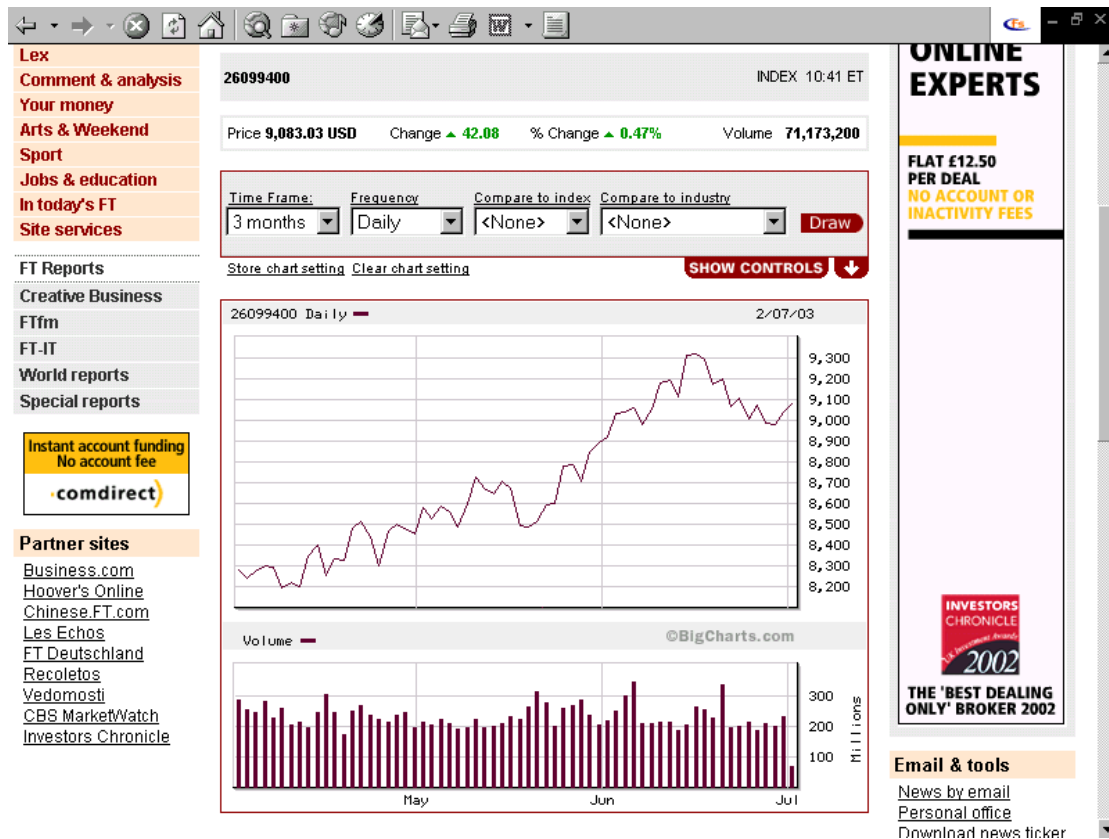 Lex
Comment & analysis
Your money
Arts & Weekend
Sport
Jobs & education
In today's FT
Site services
FT Reports
Creative Business
FTfm
FT-IT
World reports
Special reports
Instant account funding
No account fee
comdirect
Partner sites
Business.com
Hoover's Online
Chinese.FT.com
Les Echos
FT Deutschland
Recoletos
Vedomosti
CBS MarketWatch
Investors Chronicle
26099400 INDEX 10:41 ET
Price 9,083.03 USD Change ▲ 42.08 % Change ▲ 0.47% Volume 71,173,200
Time Frame: Frequency Compare to index Compare to industry
3 months Daily <None> <None> Draw
Store chart setting Clear chart setting SHOW CONTROLS
26099400 Daily 2/07/03
9,300
9,200
9,100
9,000
8,900
8,800
8,700
8,600
8,500
8,400
8,300
8,200
Volume ©BigCharts.com
300
200
100
Millions
May Jun Jul
ONLINE
EXPERTS
FLAT £12.50
PER DEAL
NO ACCOUNT OR
INACTIVITY FEES
INVESTORS
CHRONICLE
UK Investment Awards
2002
THE 'BEST DEALING
ONLY' BROKER 2002
Email & tools
News by email
Personal office
Download news ticker